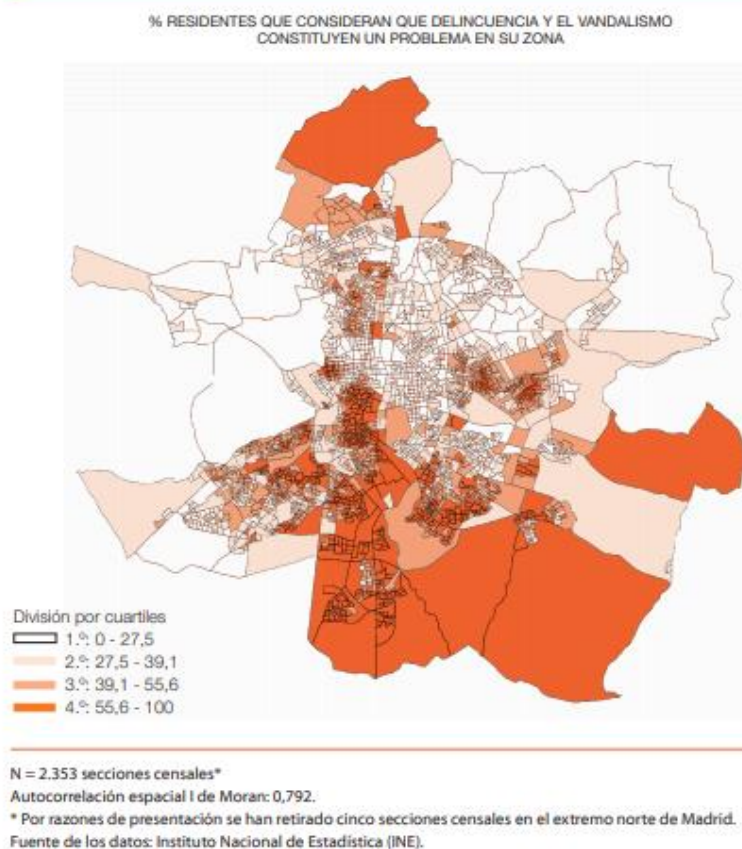 % RESIDENTES QUE CONSIDERAN QUE DELINCUENCIA Y EL VANDALISMO
CONSTITUYEN UN PROBLEMA EN SU ZONA
División por cuartiles
1.º: 0 - 27,5
2.º: 27,5 - 39,1
3.º: 39,1 - 55,6
4.º: 55,6 - 100
N = 2.353 secciones censales*
Autocorrelación espacial I de Moran: 0,792.
* Por razones de presentación se han retirado cinco secciones censales en el extremo norte de Madrid.
Fuente de los datos: Instituto Nacional de Estadística (INE).